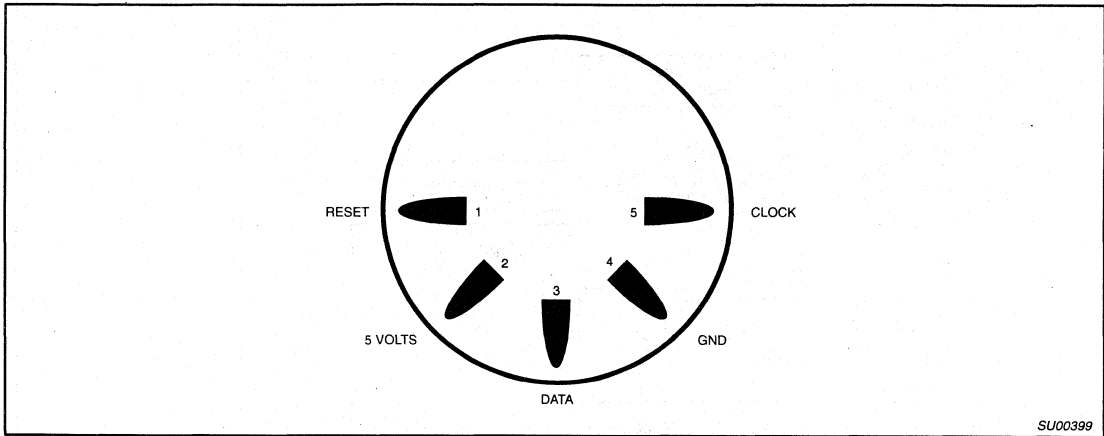 RESET 1 5 CLOCK
2 4
3
5 VOLTS GND
DATA
SU00399